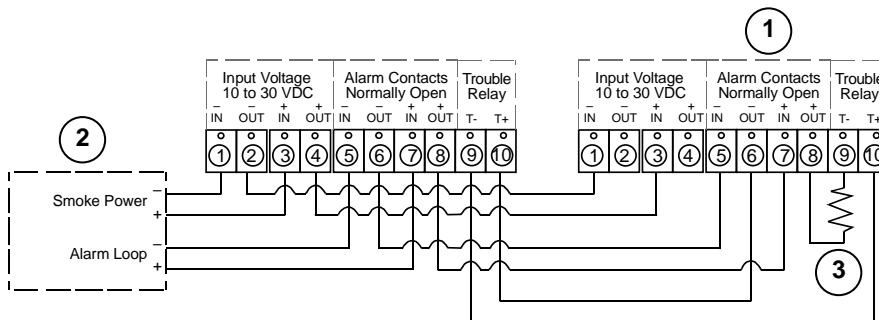 1
Input Voltage
10 to 30 VDC
Alarm Contacts
Normally Open
Trouble
Relay
– IN
– OUT
+ IN
+ OUT
– IN
– OUT
+ IN
+ OUT
T-
T+
1 2 3 4 5 6 7 8 9 10
Input Voltage
10 to 30 VDC
Alarm Contacts
Normally Open
Trouble
Relay
– IN
– OUT
+ IN
+ OUT
– IN
– OUT
+ IN
+ OUT
T-
T+
1 2 3 4 5 6 7 8 9 10
2
Smoke Power – +
Alarm Loop – +
3